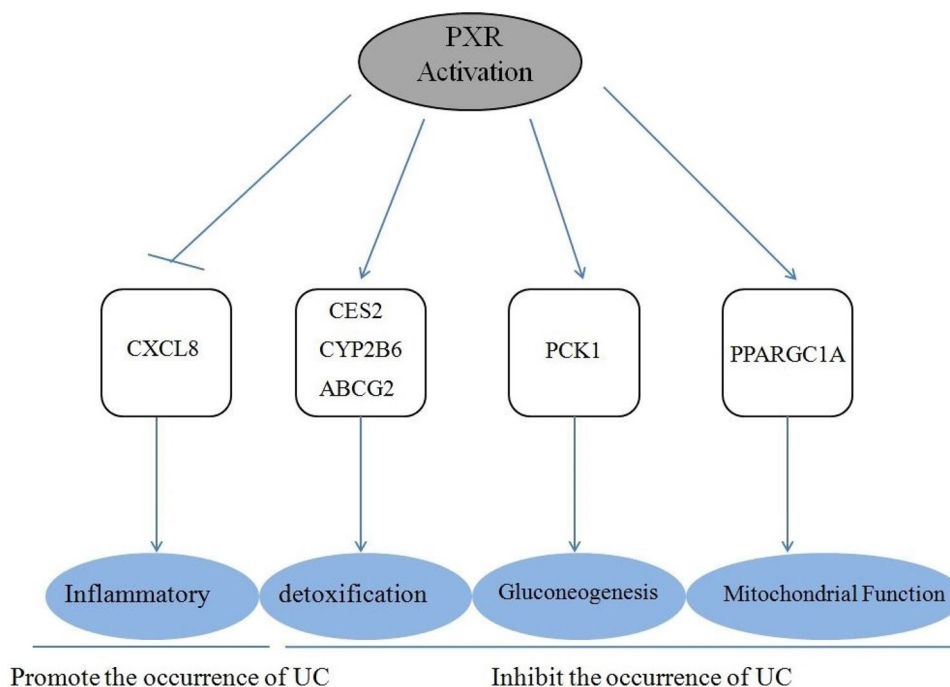 PXR
Activation
CXCL8
CES2
CYP2B6
ABCG2
PCK1
PPARGC1A
Inflammatory
detoxification
Gluconeogenesis
Mitochondrial Function
Promote the occurrence of UC
Inhibit the occurrence of UC